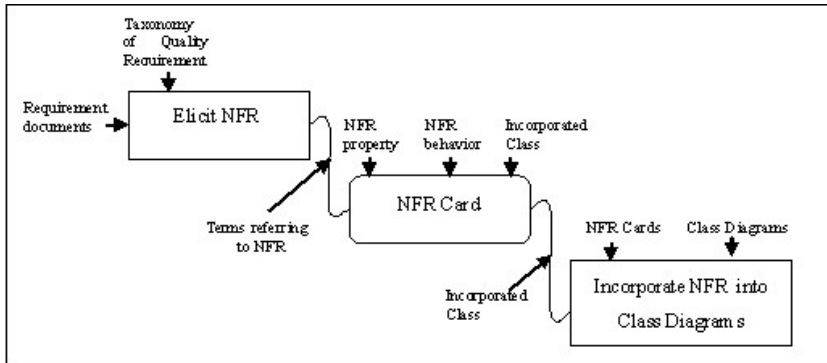 Taxonomy
of Quality
Requirement
Requirement
documents
Elicit NFR
NFR
property
NFR
behavior
Incorporated
Class
Terms referring
to NFR
NFR Card
NFR Cards
Class Diagrams
Incorporated
Class
Incorporate NFR into
Class Diagrams